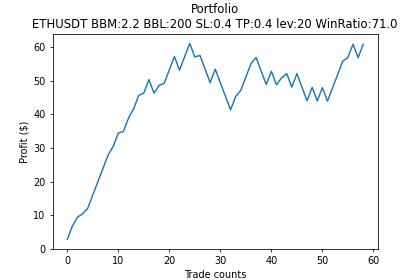 Portfolio
ETHUSDT BBM:2.2 BBL:200 SL:0.4 TP:0.4 lev:20 WinRatio:71.0
60
50
40
30
20
10
0
Profit ($)
0 10 20 30 40 50 60
Trade counts